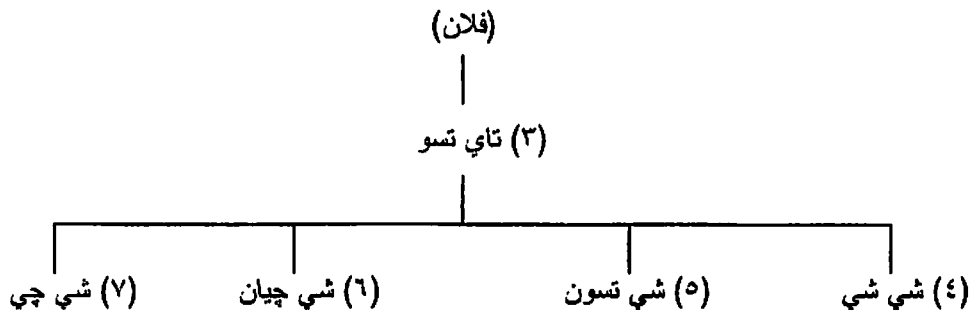 (فلان)
(٣) تاي تسو
(٤) شي شي (٥) شي تسون (٦) شي چيان (٧) شي چي